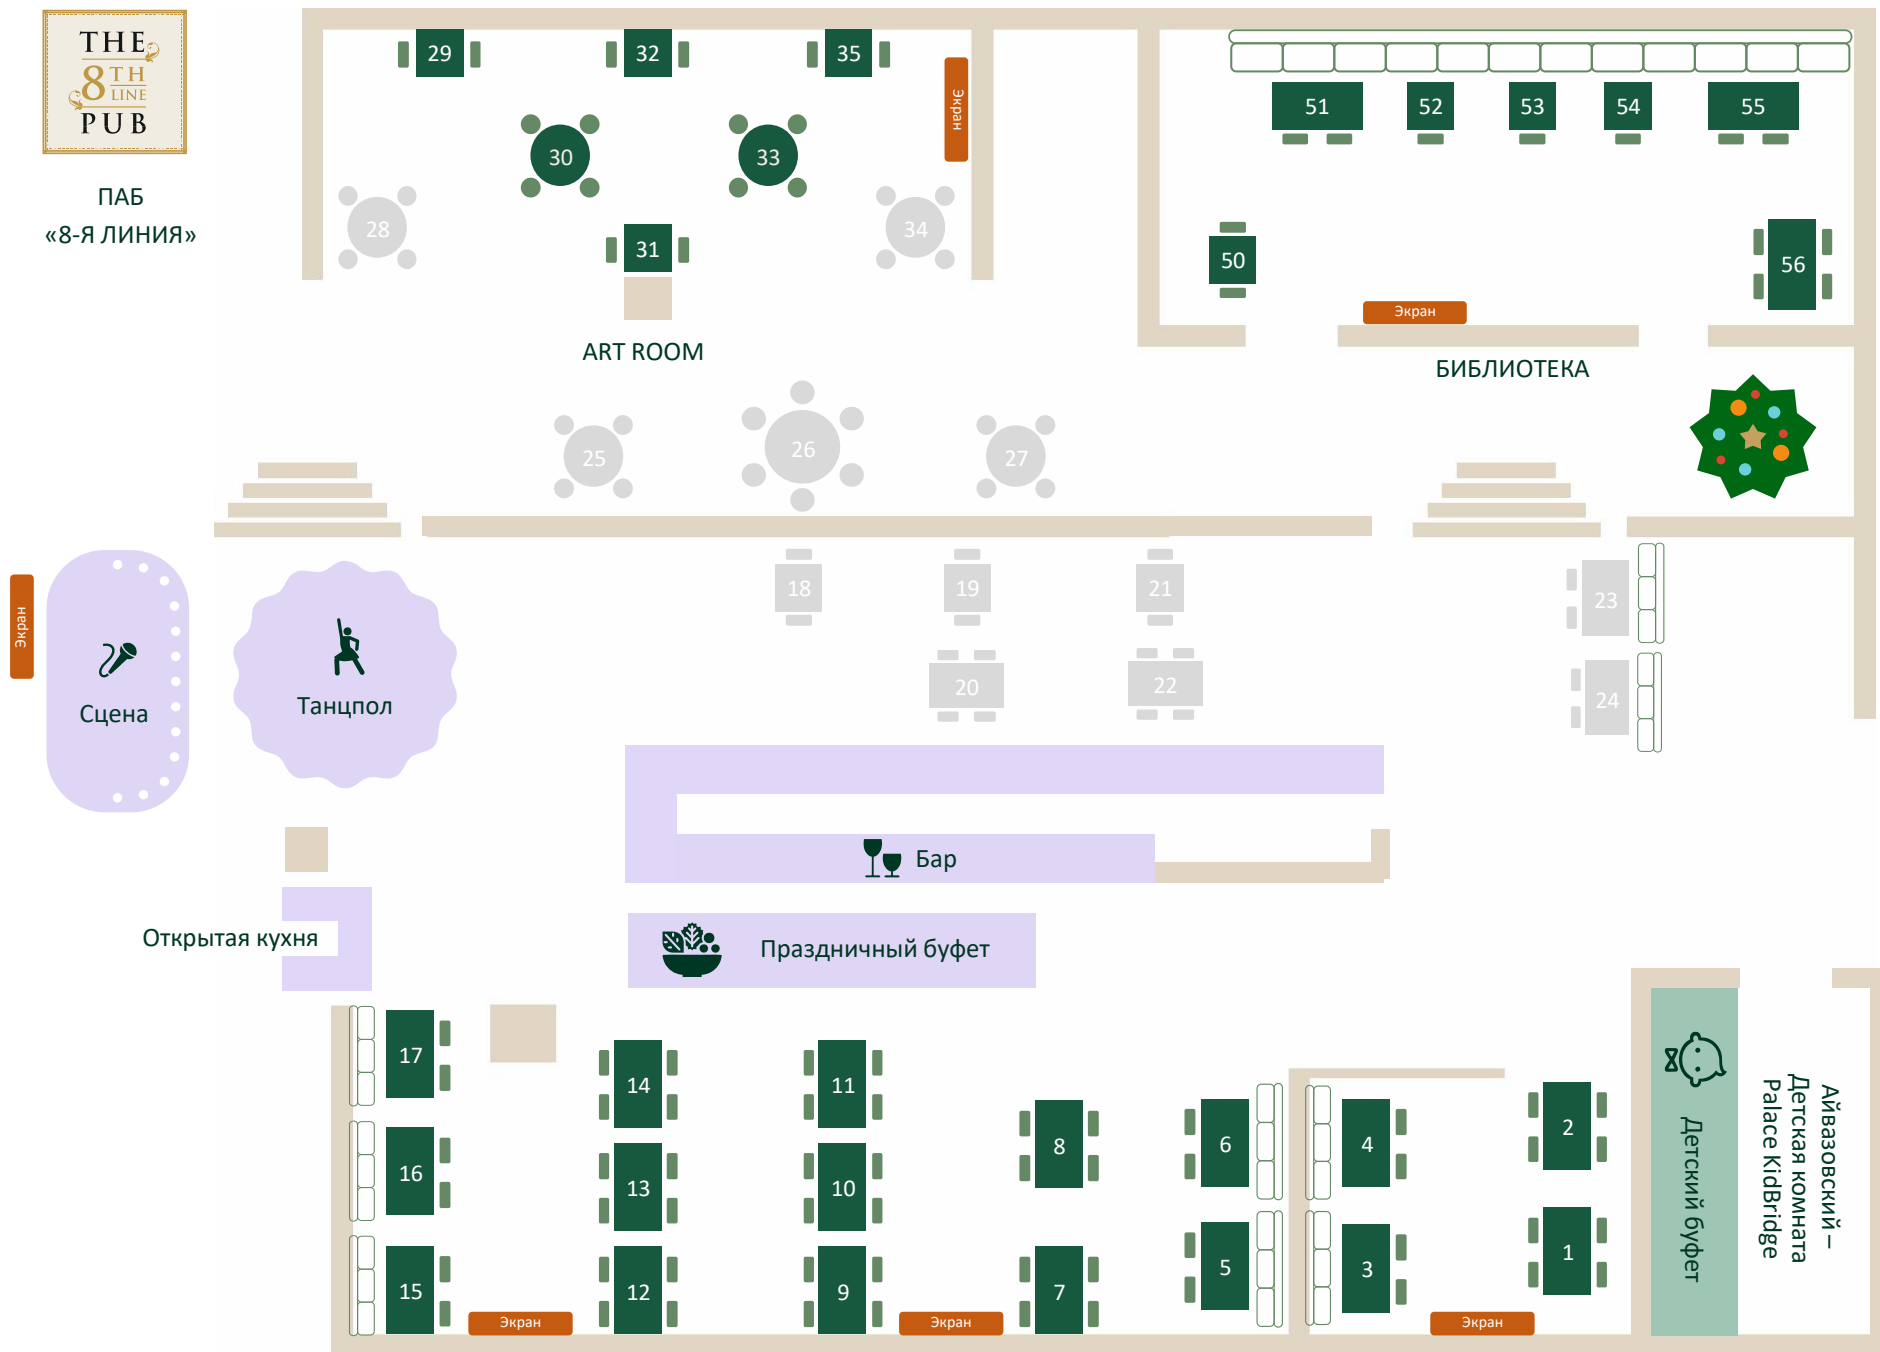 THE
8TH
LINE
PUB
ПАБ
«8-Я ЛИНИЯ»
29
32
35
Экран
30
33
28
34
31
ART ROOM
51
52
53
54
55
50
56
Экран
БИБЛИОТЕКА
25
26
27
18
19
21
20
22
23
24
Экран
Сцена
Танцпол
Бар
Открытая кухня
Праздничный буфет
17
16
15
14
13
12
11
10
9
8
7
6
5
4
3
2
1
Экран
Экран
Экран
Детский буфет
Айвазовский –
Детская комната
Palace KidBridge